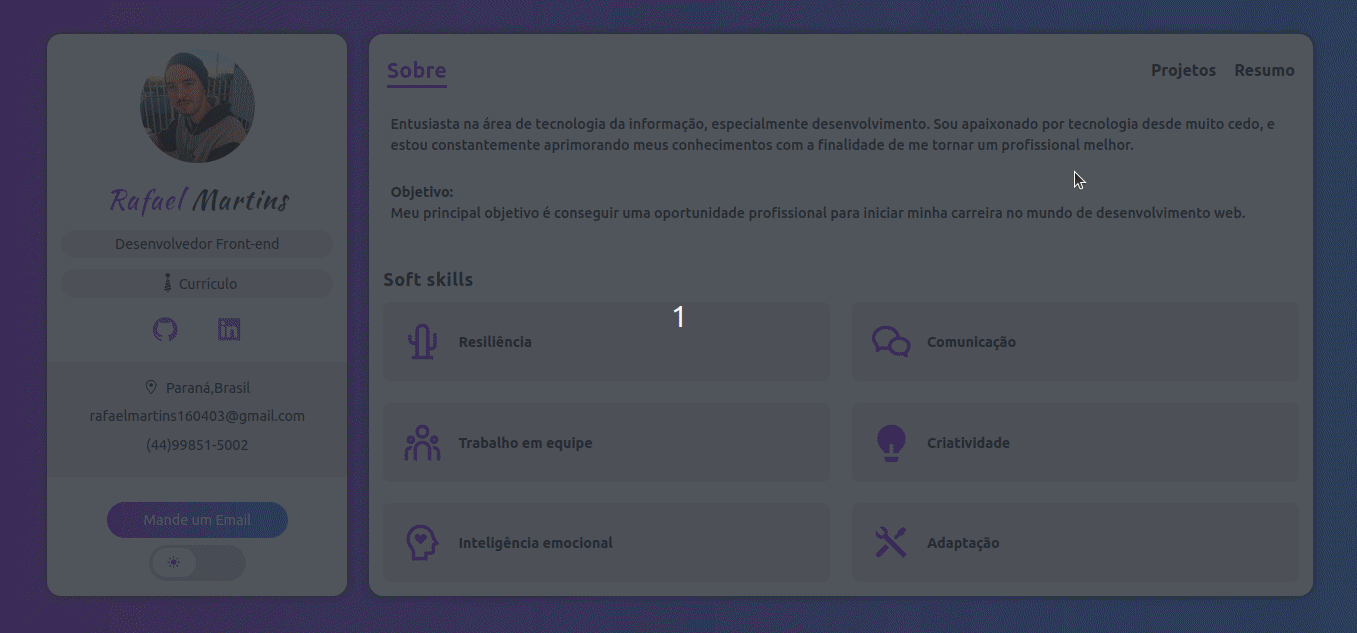 Rafael Martins
Desenvolvedor Front-end
Currículo
Paraná,Brasil
rafaelmartins160403@gmail.com
(44)99851-5002
Mande um Email
Sobre
Projetos Resumo
Entusiasta na área de tecnologia da informação, especialmente desenvolvimento. Sou apaixonado por tecnologia desde muito cedo, e
estou constantemente aprimorando meus conhecimentos com a finalidade de me tornar um profissional melhor.
Objetivo:
Meu principal objetivo é conseguir uma oportunidade profissional para iniciar minha carreira no mundo de desenvolvimento web.
Soft skills
1
Resiliência
Comunicação
Trabalho em equipe
Criatividade
Inteligência emocional
Adaptação